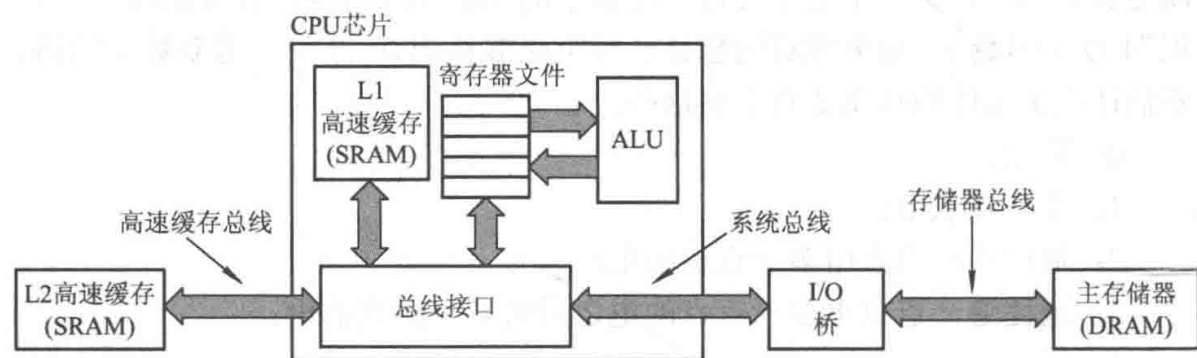 CPU芯片
L1
高速缓存
(SRAM)
寄存器文件
ALU
高速缓存总线
系统总线
存储器总线
L2高速缓存
(SRAM)
总线接口
I/O
桥
主存储器
(DRAM)